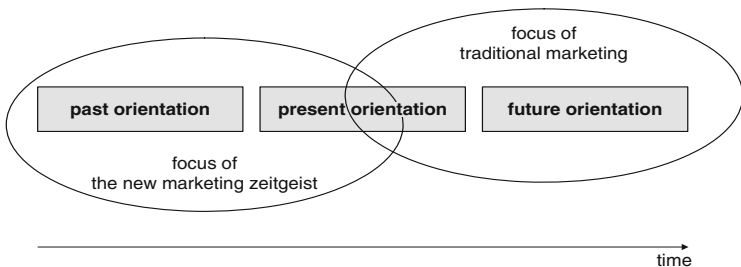 focus of
traditional marketing
past orientation
present orientation
future orientation
focus of
the new marketing zeitgeist
time